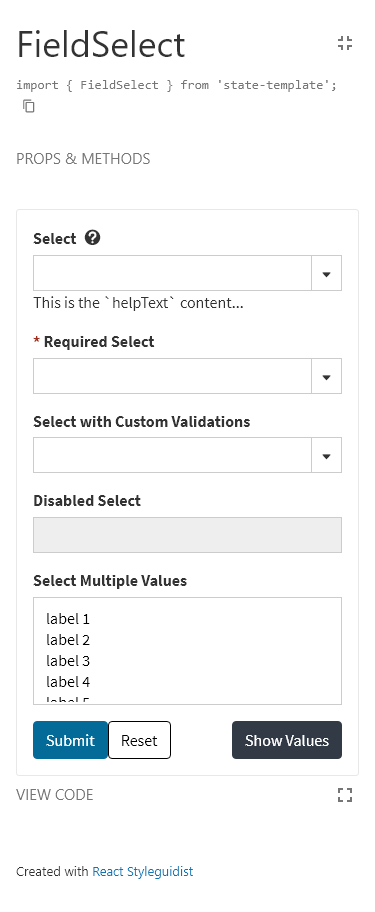 FieldSelect
import { FieldSelect } from 'state-template';
PROPS & METHODS
Select ?
This is the `helpText` content...
* Required Select
Select with Custom Validations
Disabled Select
Select Multiple Values
label 1
label 2
label 3
label 4
label 5
Submit Reset Show Values
VIEW CODE
Created with React Styleguidist